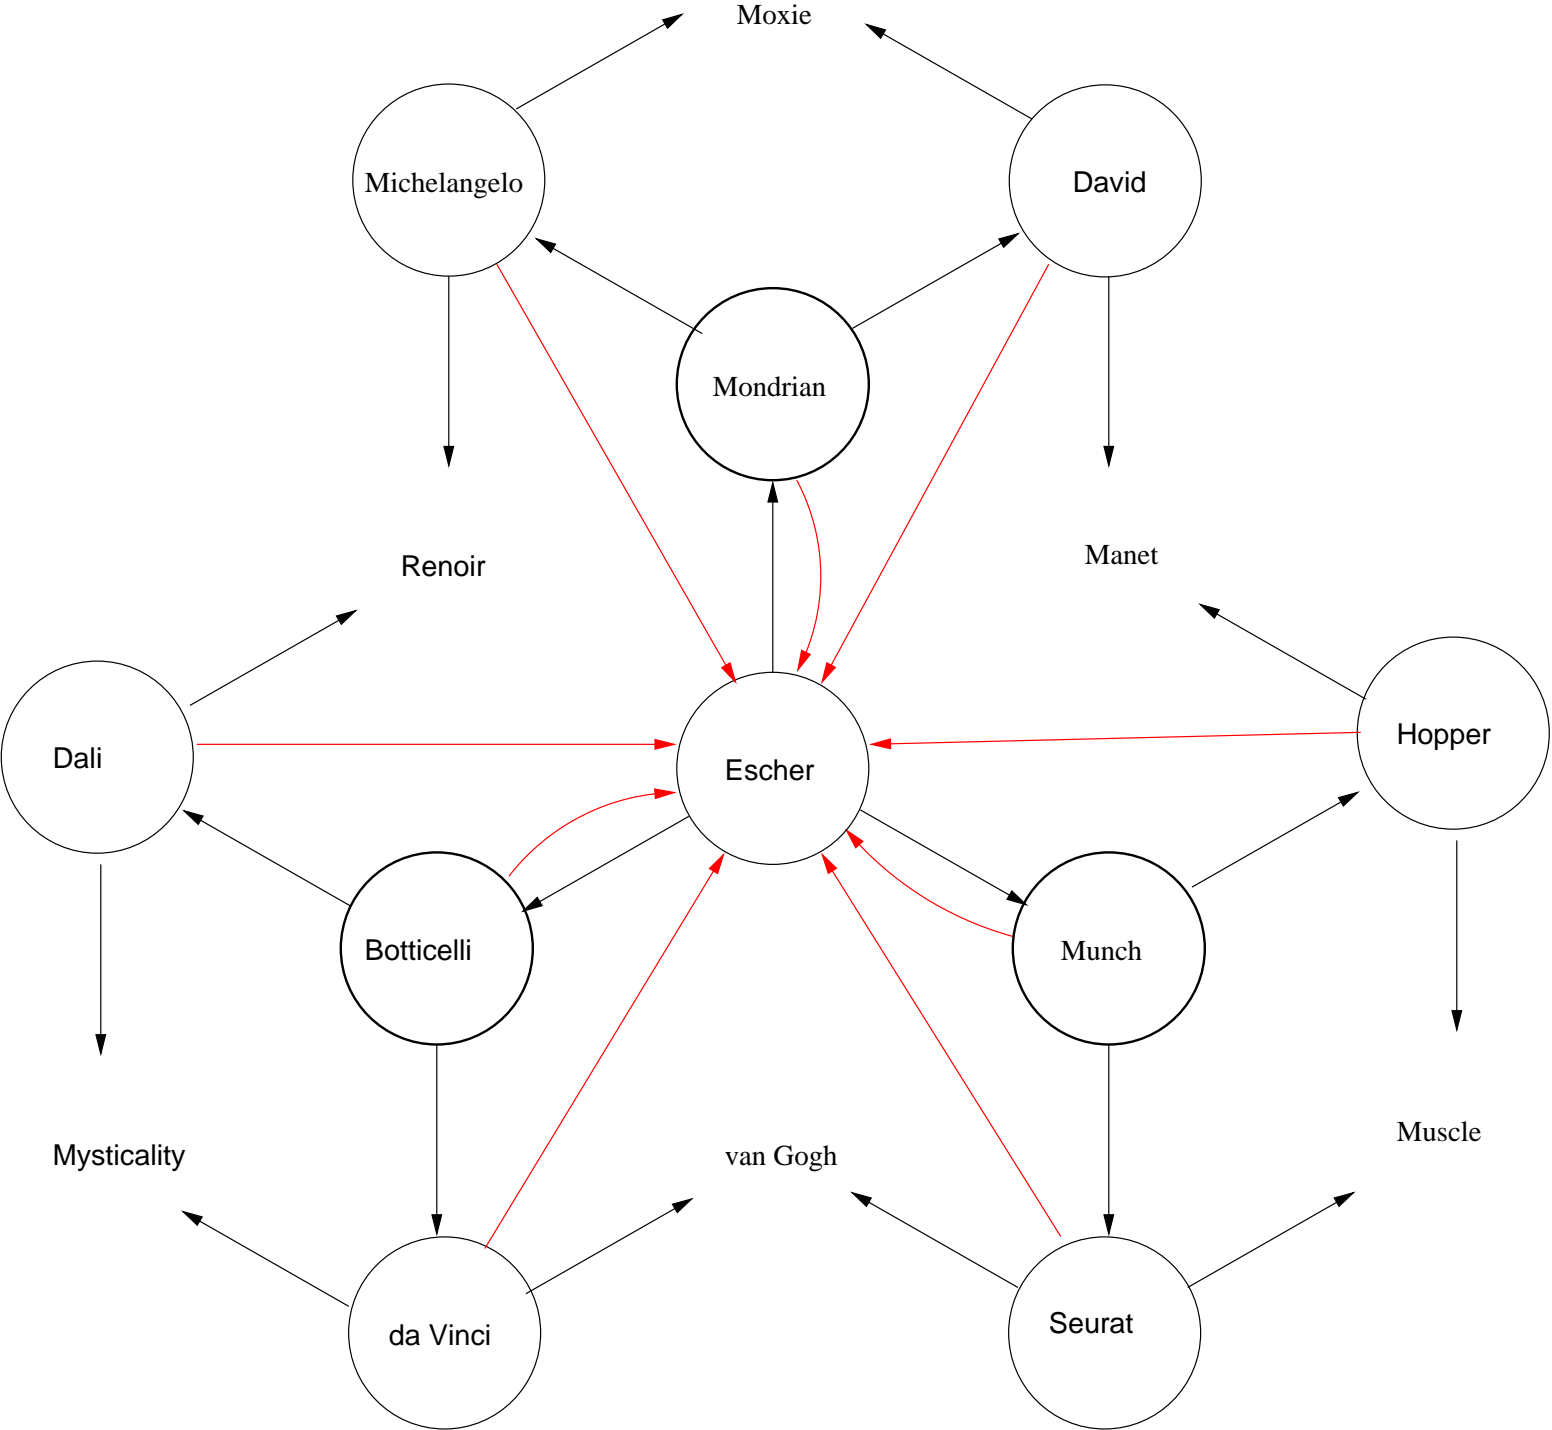 Moxie
Michelangelo
David
Mondrian
Renoir
Manet
Dali
Escher
Hopper
Botticelli
Munch
Mysticality
van Gogh
Muscle
da Vinci
Seurat